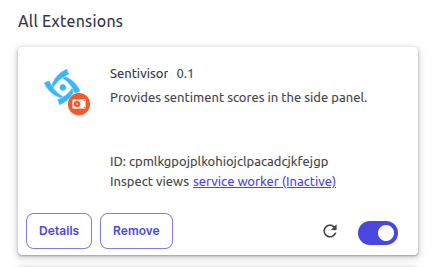 All Extensions
Sentivisor 0.1
Provides sentiment scores in the side panel.
ID: cpmlkgpojplkohiojclpacadcjkfejgp
Inspect views service worker (Inactive)
Details Remove